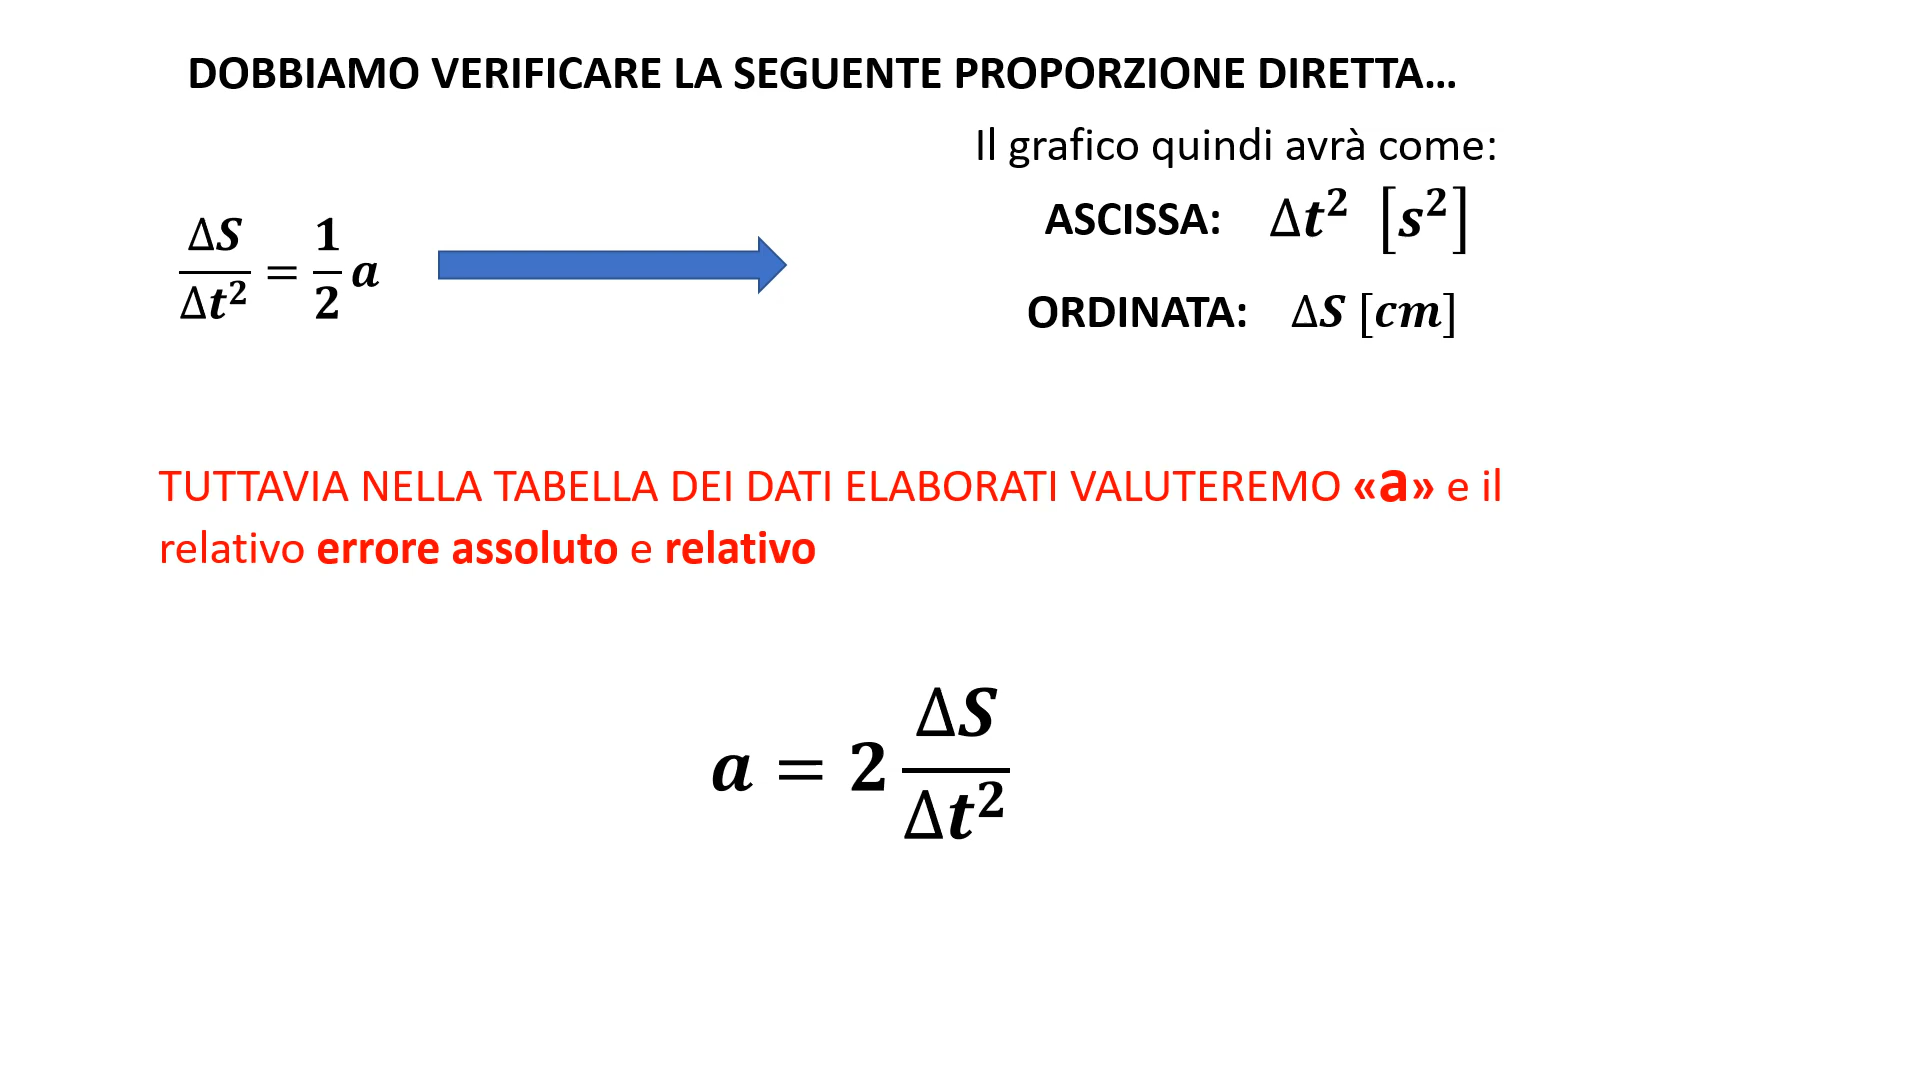 DOBBIAMO VERIFICARE LA SEGUENTE PROPORZIONE DIRETTA...
Il grafico quindi avrà come:
ΔS/Δt² = 1/2 a
ASCISSA: Δt² [s²]
ORDINATA: ΔS [cm]
TUTTAVIA NELLA TABELLA DEI DATI ELABORATI VALUTEREMO «a» e il
relativo errore assoluto e relativo
a = 2 ΔS/Δt²